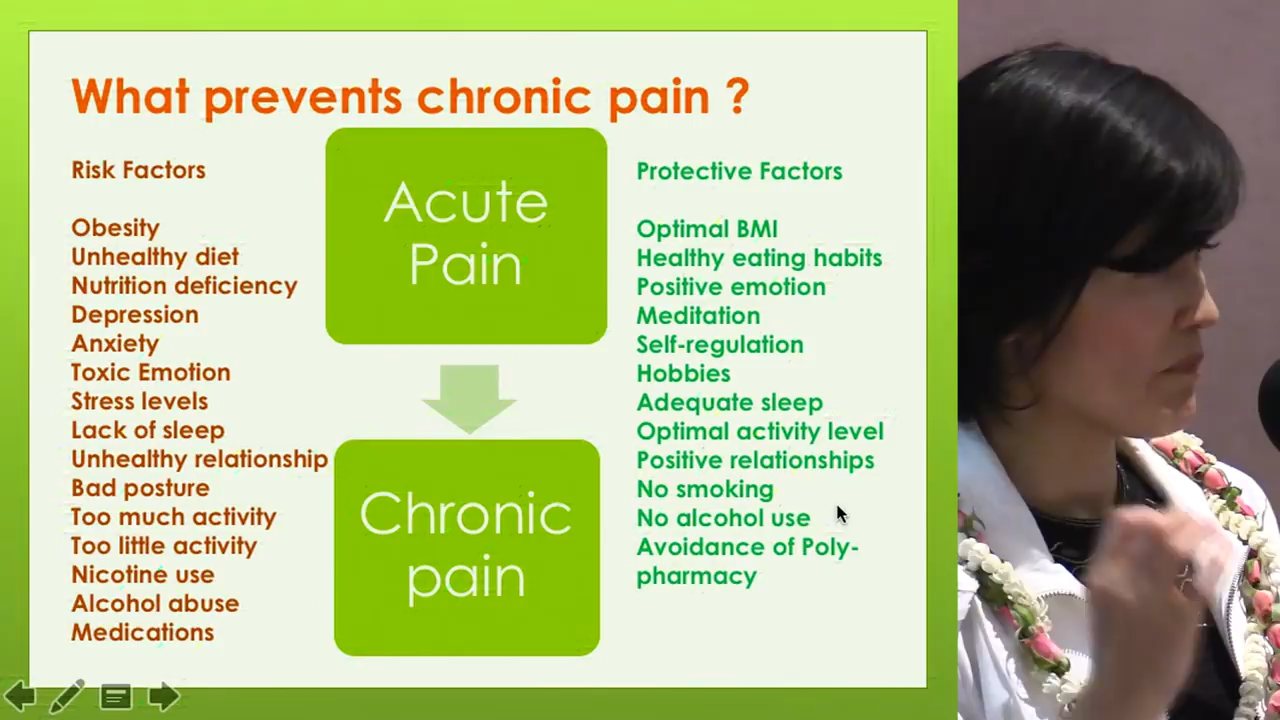 What prevents chronic pain ?
Risk Factors
Obesity
Unhealthy diet
Nutrition deficiency
Depression
Anxiety
Toxic Emotion
Stress levels
Lack of sleep
Unhealthy relationship
Bad posture
Too much activity
Too little activity
Nicotine use
Alcohol abuse
Medications
Acute
Pain
Chronic
pain
Protective Factors
Optimal BMI
Healthy eating habits
Positive emotion
Meditation
Self-regulation
Hobbies
Adequate sleep
Optimal activity level
Positive relationships
No smoking
No alcohol use
Avoidance of Poly-
pharmacy